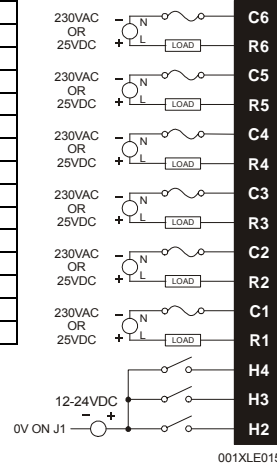 230VAC OR 25VDC
– N
+ L
LOAD
C6
R6
230VAC OR 25VDC
– N
+ L
LOAD
C5
R5
230VAC OR 25VDC
– N
+ L
LOAD
C4
R4
230VAC OR 25VDC
– N
+ L
LOAD
C3
R3
230VAC OR 25VDC
– N
+ L
LOAD
C2
R2
230VAC OR 25VDC
– N
+ L
LOAD
C1
R1
H4
12-24VDC
H3
– +
0V ON J1
H2
001XLE015